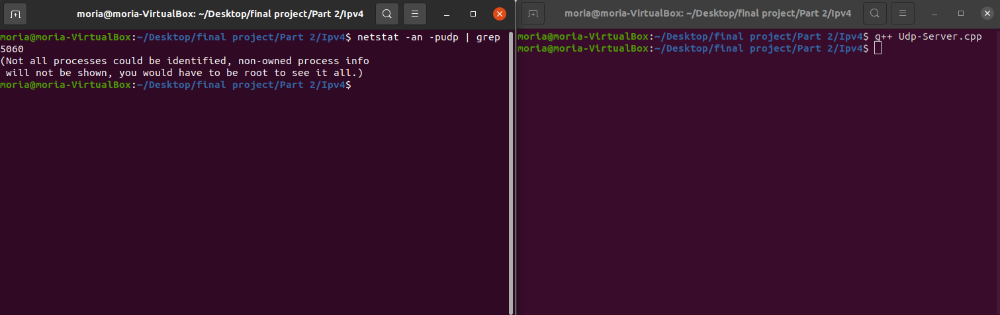 moria@moria-VirtualBox: ~/Desktop/final project/Part 2/Ipv4
moria@moria-VirtualBox:~/Desktop/final project/Part 2/Ipv4$ netstat -an -pudp | grep
5060
(Not all processes could be identified, non-owned process info
 will not be shown, you would have to be root to see it all.)
moria@moria-VirtualBox:~/Desktop/final project/Part 2/Ipv4$
moria@moria-VirtualBox: ~/Desktop/final project/Part 2/Ipv4
moria@moria-VirtualBox:~/Desktop/final project/Part 2/Ipv4$ g++ Udp-Server.cpp
moria@moria-VirtualBox:~/Desktop/final project/Part 2/Ipv4$